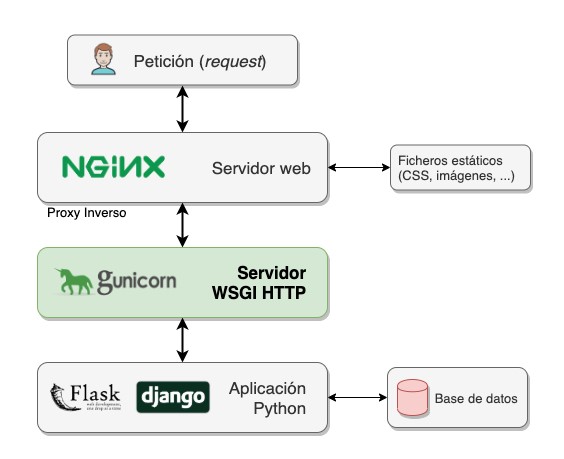 Petición (request)
NGINX
Servidor web
Ficheros estáticos
(CSS, imágenes, ...)
Proxy Inverso
gunicorn
Servidor
WSGI HTTP
Flask
web development,
one drop at a time
django
Aplicación
Python
Base de datos